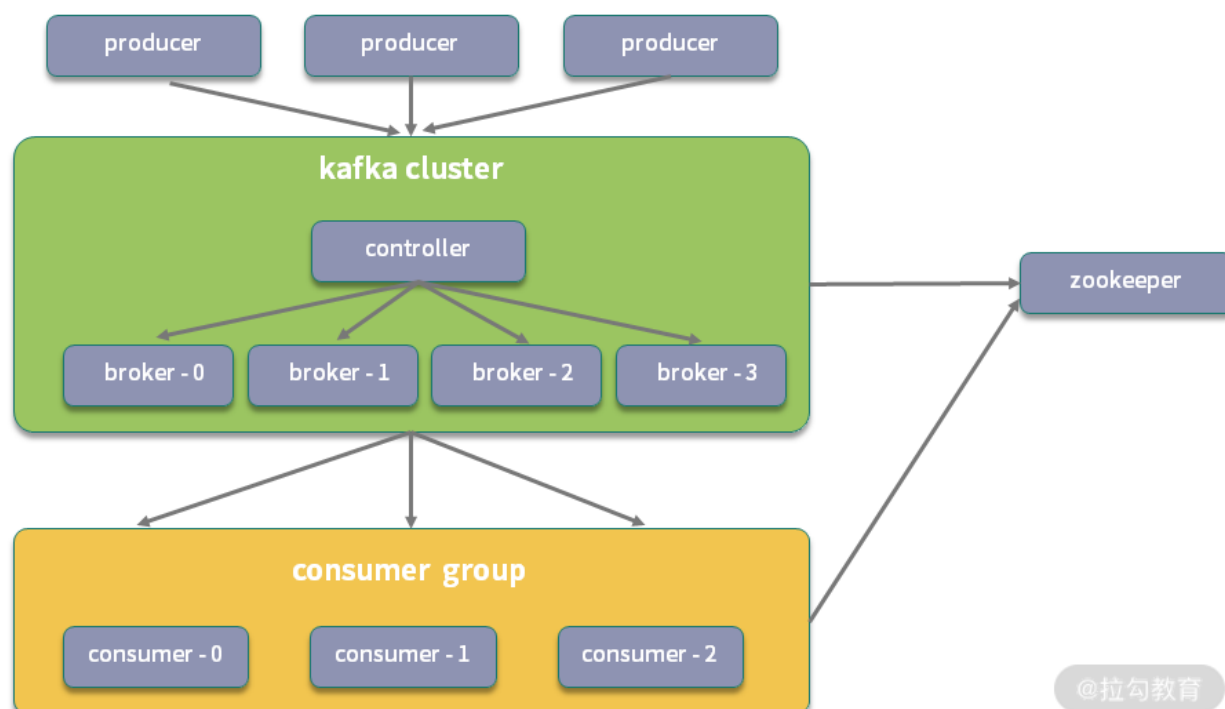 producer
producer
producer
kafka cluster
controller
zookeeper
broker - 0
broker - 1
broker - 2
broker - 3
consumer group
consumer - 0
consumer - 1
consumer - 2
@拉勾教育